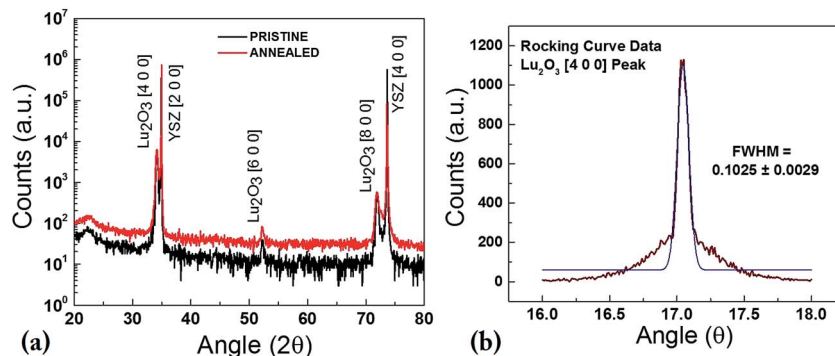 (a)
Counts (a.u.)
10⁷
10⁶
10⁵
10⁴
10³
10²
10¹
10⁰
PRISTINE
ANNEALED
Lu₂O₃ [4 0 0]
YSZ [2 0 0]
Lu₂O₃ [6 0 0]
Lu₂O₃ [8 0 0]
YSZ [4 0 0]
20 30 40 50 60 70 80
Angle (2θ)
(b)
Counts (a.u.)
1200
1000
800
600
400
200
0
Rocking Curve Data
Lu₂O₃ [4 0 0] Peak
FWHM =
0.1025 ± 0.0029
16.0 16.5 17.0 17.5 18.0
Angle (θ)